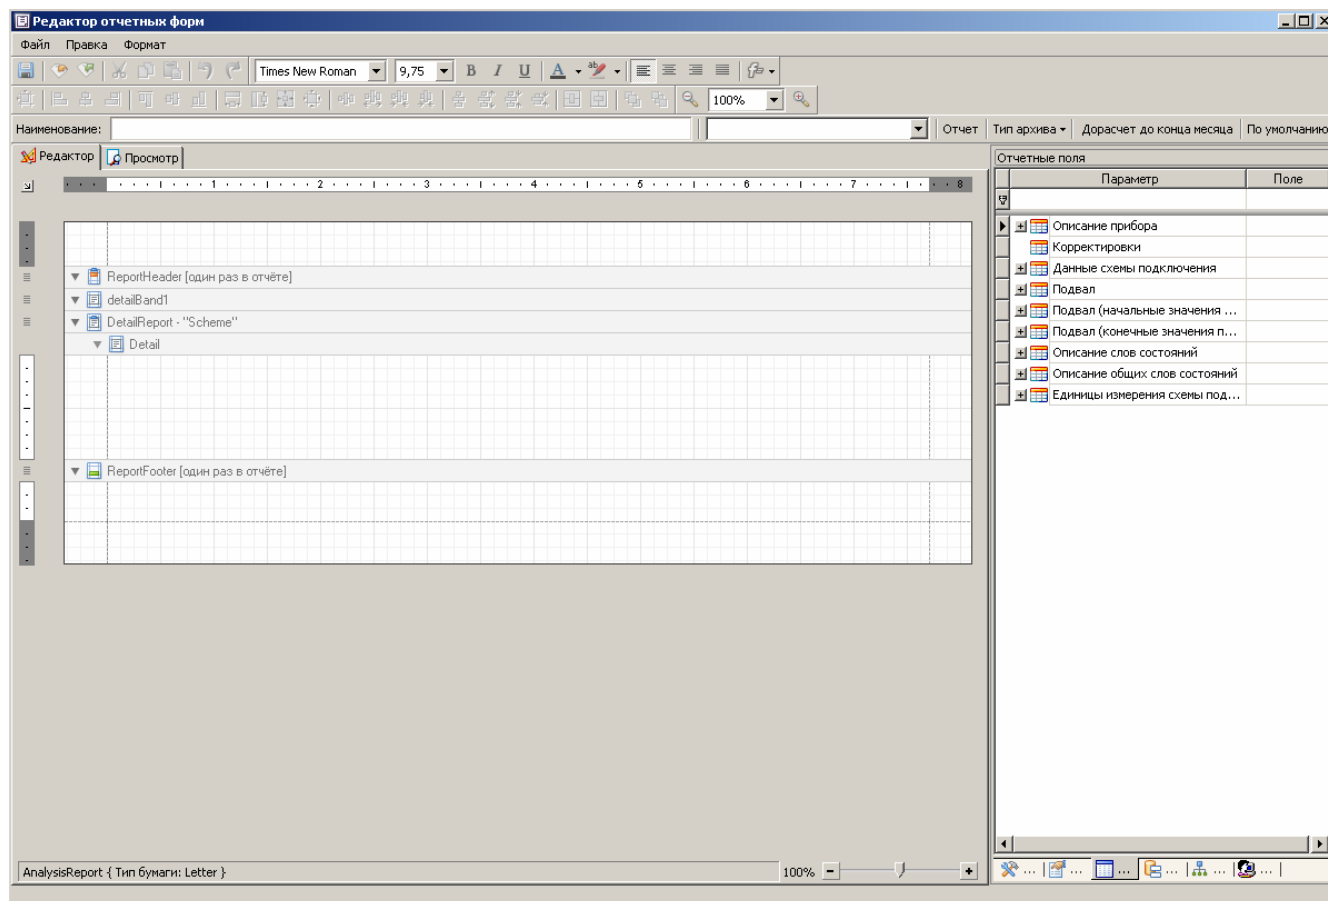 Редактор отчетных форм
Файл Правка Формат
Times New Roman 9,75 B I U A ab
100%
Наименование: Отчет Тип архива Дорасчет до конца месяца По умолчанию
Редактор Просмотр Отчетные поля
1 2 3 4 5 6 7 8
Параметр Поле
ReportHeader [один раз в отчёте]
detailBand1
DetailReport - "Scheme"
Detail
ReportFooter [один раз в отчёте]
Описание прибора
Корректировки
Данные схемы подключения
Подвал
Подвал (начальные значения ...
Подвал (конечные значения п...
Описание слов состояний
Описание общих слов состояний
Единицы измерения схемы под...
AnalysisReport { Тип бумаги: Letter } 100% - +
... ... ... ... ... ...